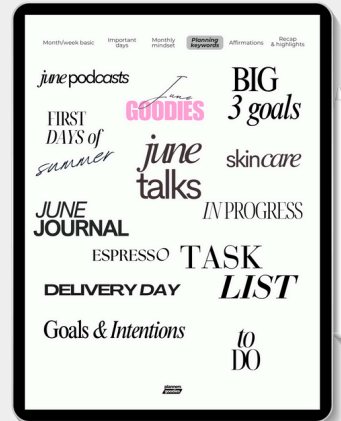 Month/week basic
Important days
Monthly mindset
Planning keywords
Affirmations
Recap & highlights
june podcasts
BIG
3 goals
June
GOODIES
FIRST
DAYS of
summer
june
talks
skincare
JUNE
JOURNAL
IN PROGRESS
ESPRESSO
TASK
LIST
DELIVERY DAY
Goals & Intentions
to
DO
planners
goodies